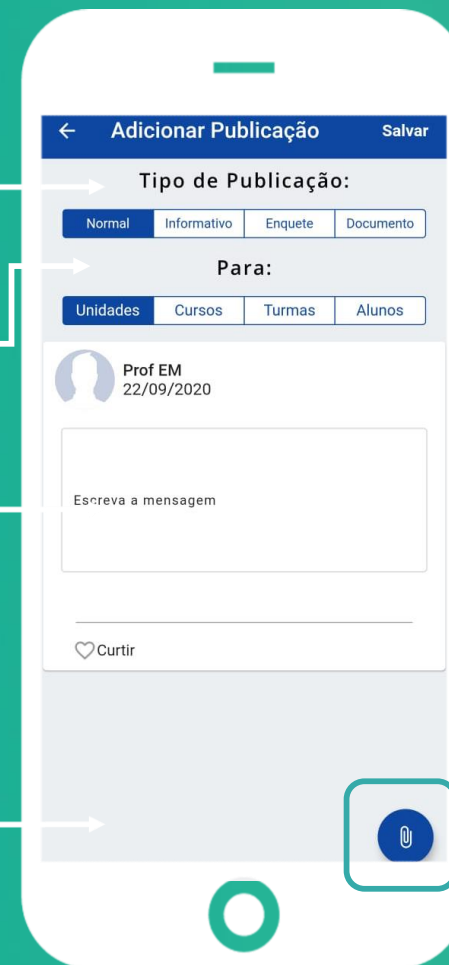 Adicionar Publicação Salvar
Tipo de Publicação:
Normal Informativo Enquete Documento
Para:
Unidades Cursos Turmas Alunos
Prof EM
22/09/2020
Escreva a mensagem
Curtir